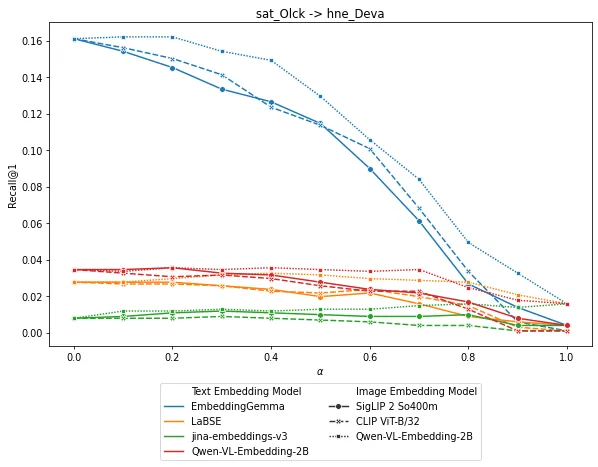 sat_Olck -> hne_Deva
Recall@1
0.16
0.14
0.12
0.10
0.08
0.06
0.04
0.02
0.00
0.0 0.2 0.4 0.6 0.8 1.0
α
Text Embedding Model
EmbeddingGemma
LaBSE
jina-embeddings-v3
Qwen-VL-Embedding-2B
Image Embedding Model
SigLIP 2 So400m
CLIP ViT-B/32
Qwen-VL-Embedding-2B